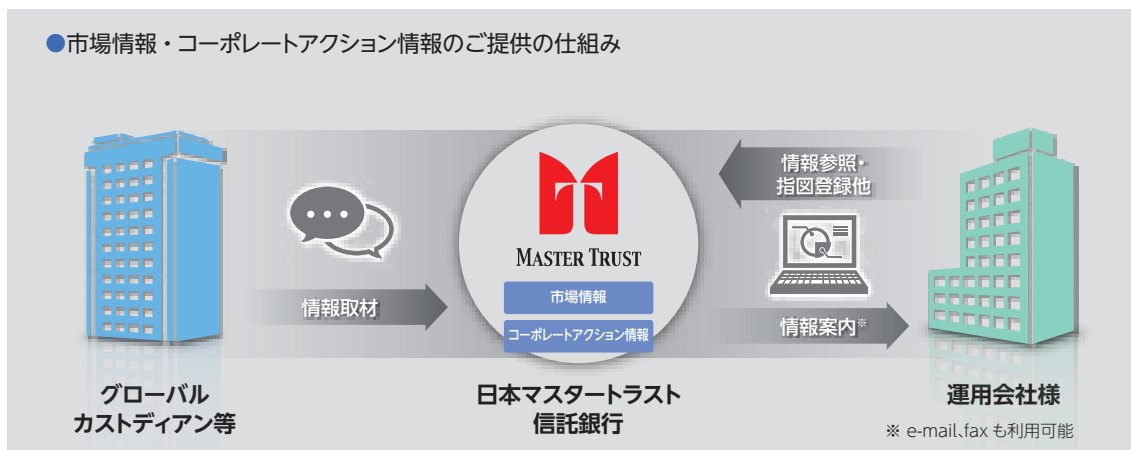 ●市場情報・コーポレートアクション情報のご提供の仕組み
情報参照・
指図登録他
MASTER TRUST
市場情報
コーポレートアクション情報
情報取材
情報案内※
グローバル
カストディアン等
日本マスタートラスト
信託銀行
運用会社様
※ e-mail、fax も利用可能